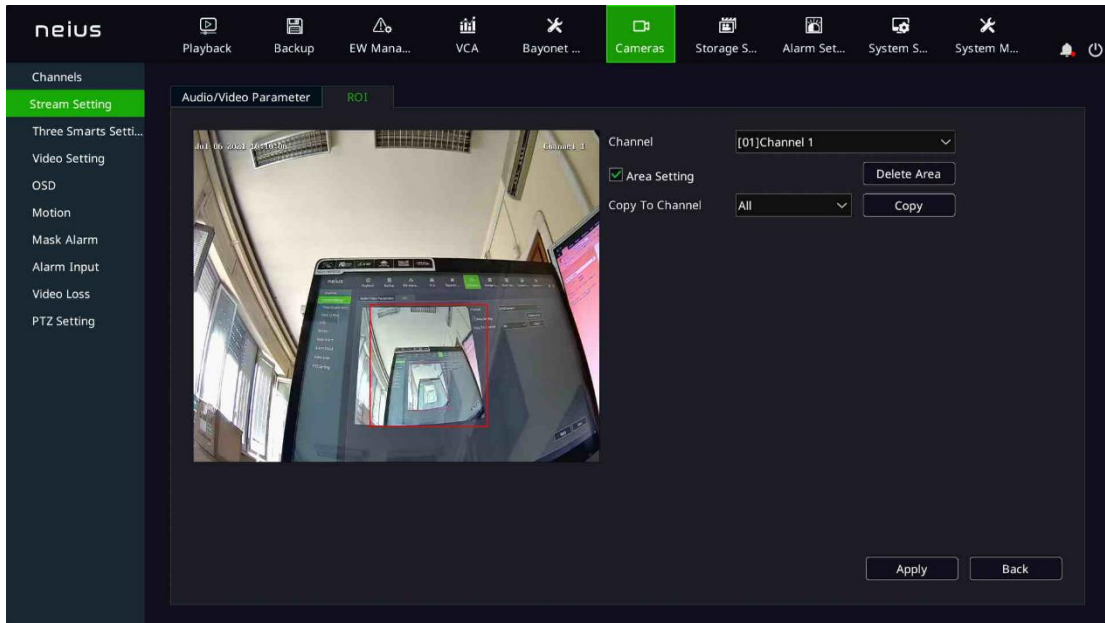 neius
Playback
Backup
EW Mana...
VCA
Bayonet ...
Cameras
Storage S...
Alarm Set...
System S...
System M...
Channels
Stream Setting
Three Smarts Setti...
Video Setting
OSD
Motion
Mask Alarm
Alarm Input
Video Loss
PTZ Setting
Audio/Video Parameter
ROI
Channel 1
Channel
[01]Channel 1
Area Setting
Delete Area
Copy To Channel
All
Copy
Apply
Back